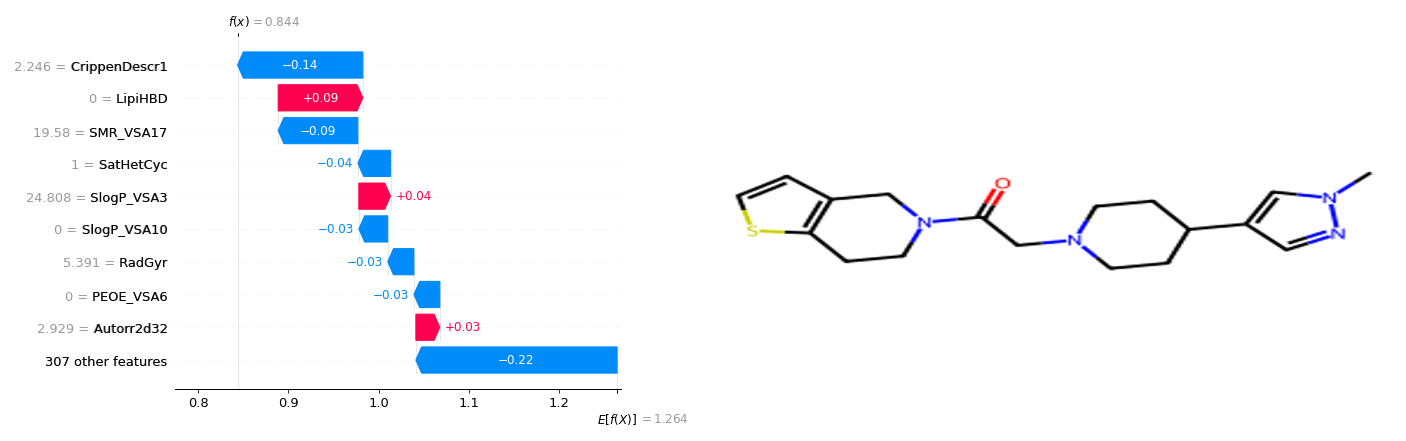 f(x) = 0.844
2.246 = CrippenDescr1
−0.14
0 = LipiHBD
+0.09
19.58 = SMR_VSA17
−0.09
1 = SatHetCyc
−0.04
24.808 = SlogP_VSA3
+0.04
0 = SlogP_VSA10
−0.03
5.391 = RadGyr
−0.03
0 = PEOE_VSA6
−0.03
2.929 = Autorr2d32
+0.03
307 other features
−0.22
0.8 0.9 1.0 1.1 1.2
E[f(X)] = 1.264
O
N
N
S
N
N